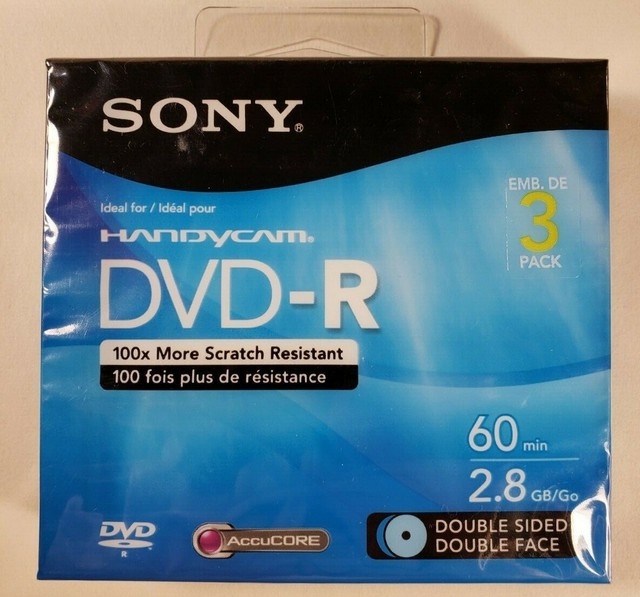 SONY®
Ideal for / Idéal pour
HANDYCAM®
DVD-R
100x More Scratch Resistant
100 fois plus de résistance
EMB. DE
3
PACK
60 min
2.8 GB/Go
DVD
R
AccuCORE
DOUBLE SIDED
DOUBLE FACE